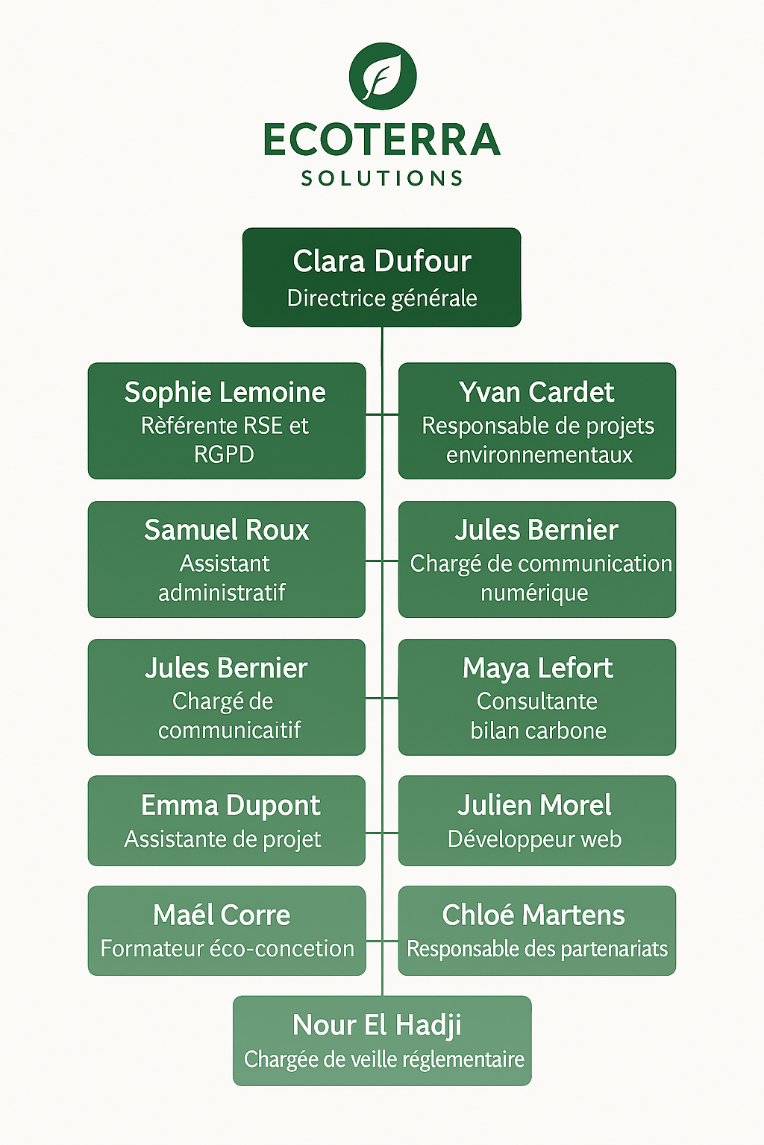 ECOTERRA
SOLUTIONS
Clara Dufour
Directrice générale
Sophie Lemoine
Rèférente RSE et
RGPD
Yvan Cardet
Responsable de projets
environnementaux
Samuel Roux
Assistant
administratif
Jules Bernier
Chargé de communication
numérique
Jules Bernier
Chargé de
communicaitif
Maya Lefort
Consultante
bilan carbone
Emma Dupont
Assistante de projet
Julien Morel
Développeur web
Maél Corre
Formateur éco-concetion
Chloé Martens
Responsable des partenariats
Nour El Hadji
Chargée de veille réglementaire